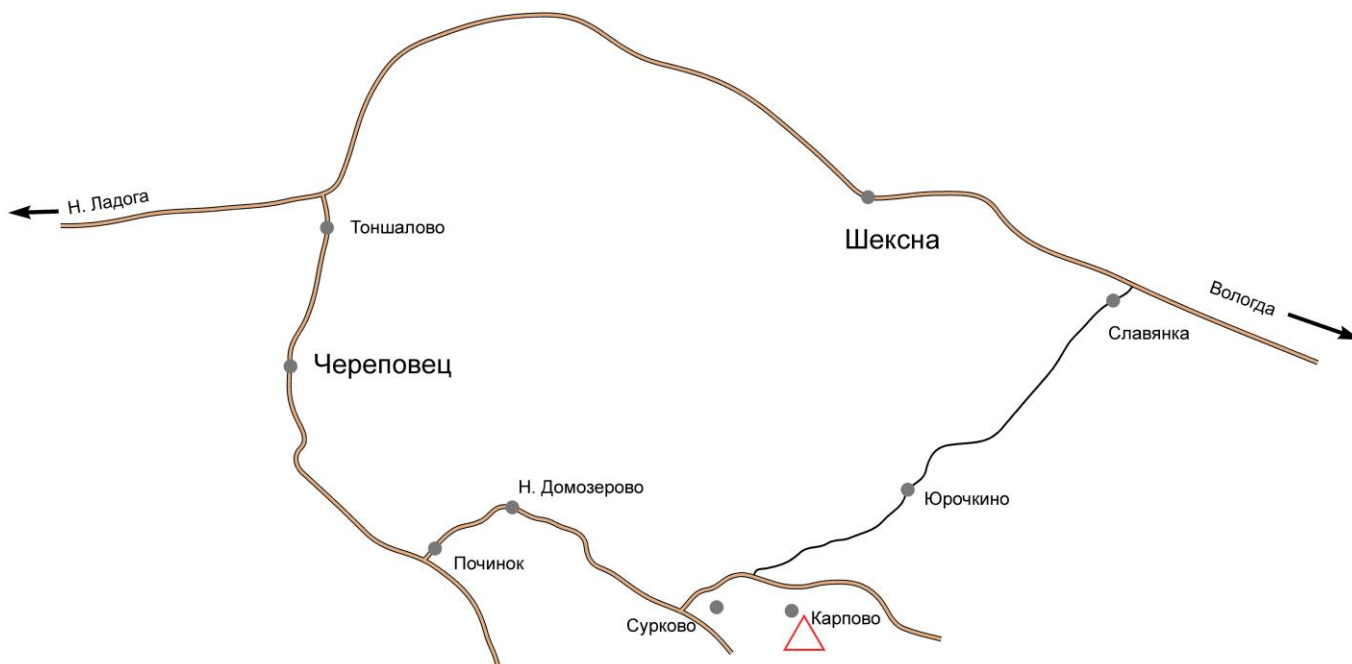 Н. Ладога
Тоншалово
Шексна
Вологда
Славянка
Череповец
Н. Домозерово
Юрочкино
Починок
Сурково
Карпово